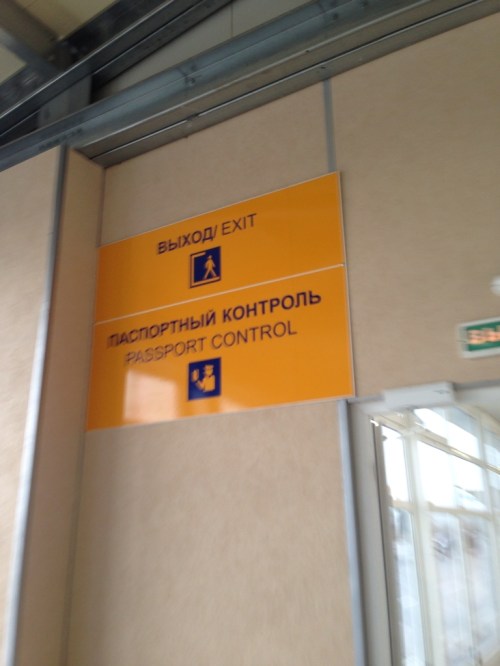 ВЫХОД/ EXIT
ПАСПОРТНЫЙ КОНТРОЛЬ
PASSPORT CONTROL